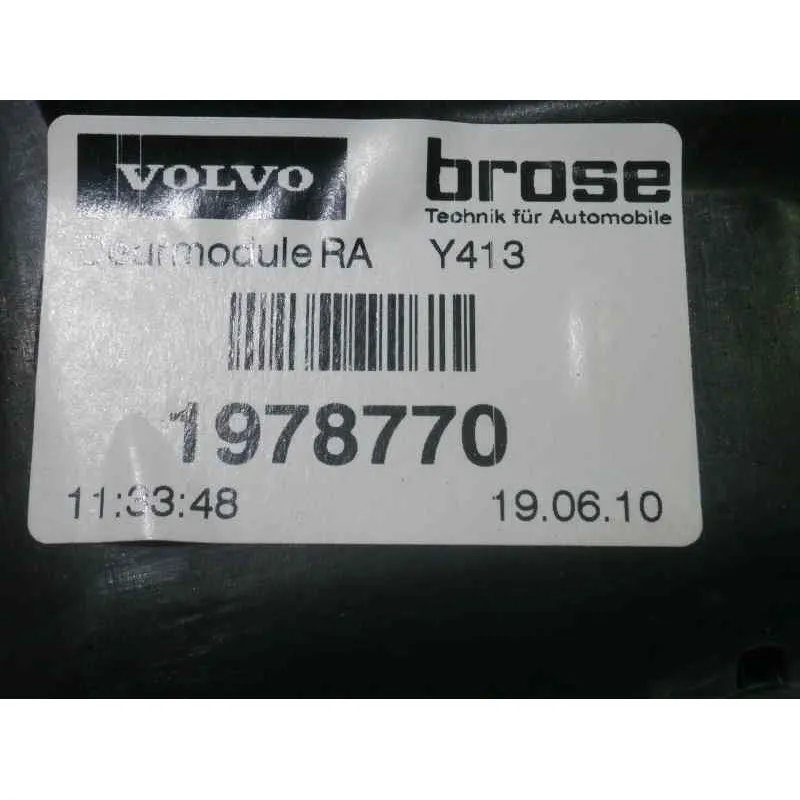 VOLVO
brose
Technik für Automobile
RA Y413
1978770
11:33:48 19.06.10